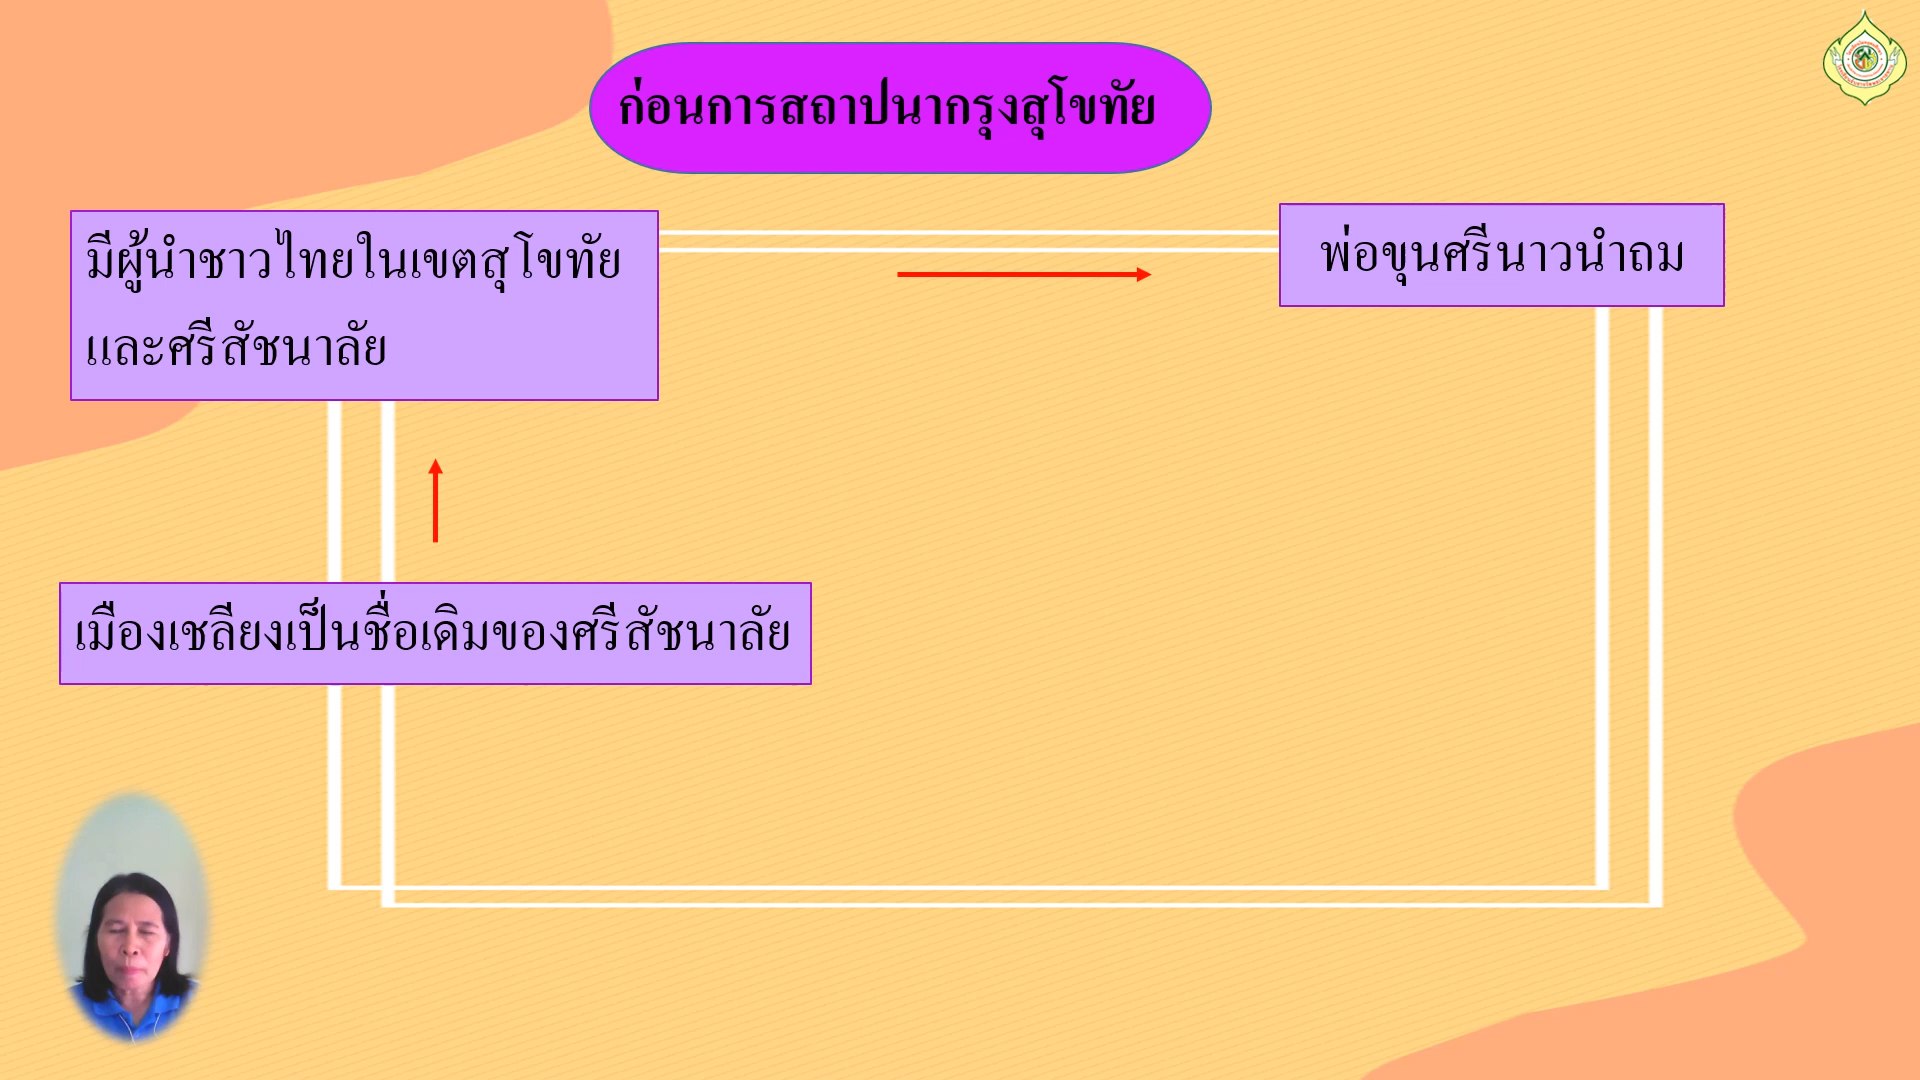 ก่อนการสถาปนากรุงสุโขทัย
มีผู้นำชาวไทยในเขตสุโขทัย
และศรีสัชนาลัย
พ่อขุนศรีนาวนำถม
เมืองเชลียงเป็นชื่อเดิมของศรีสัชนาลัย